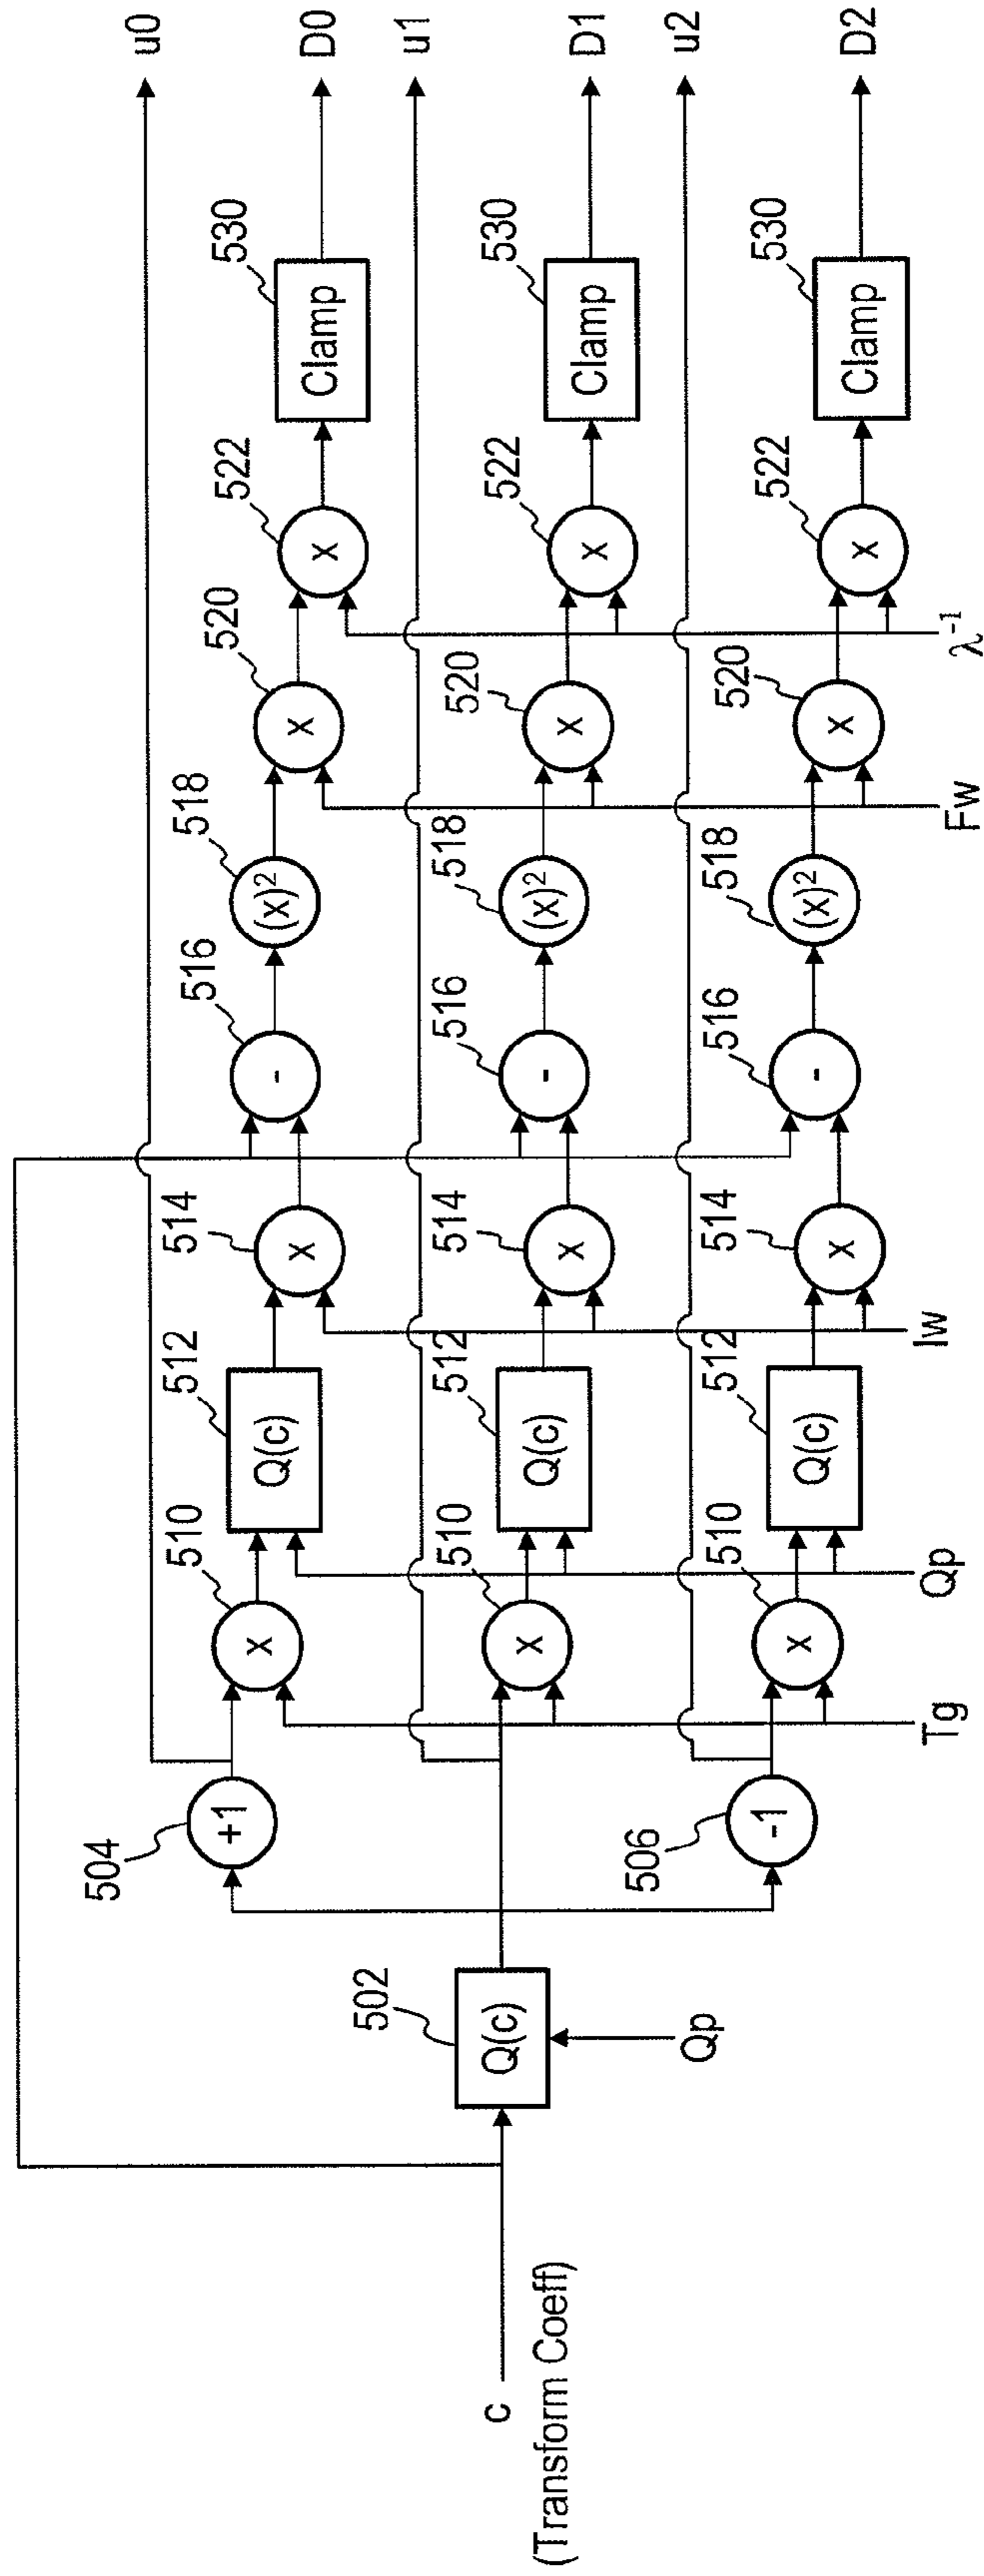 c
(Transform Coeff)
502
Q(c)
Qp
504
+1
506
-1
u0
510
x
512
Q(c)
514
x
516
-
518
(x)²
520
x
522
x
530
Clamp
D0
u1
510
x
512
Q(c)
514
x
516
-
518
(x)²
520
x
522
x
530
Clamp
D1
u2
510
x
512
Q(c)
514
x
516
-
518
(x)²
520
x
522
x
530
Clamp
D2
Tg
Qp
Iw
Fw
λ⁻¹